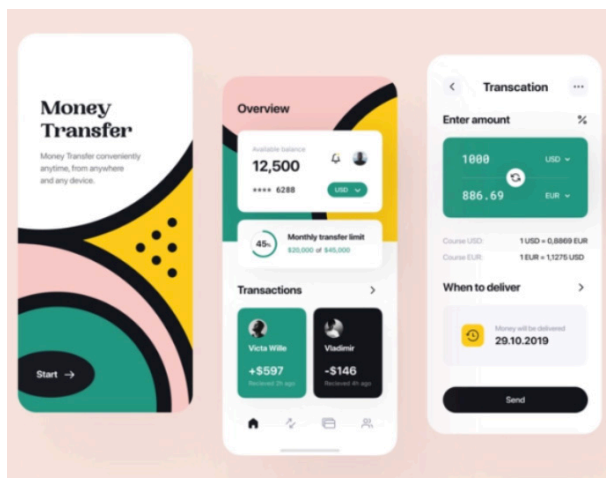 Money
Transfer
Money Transfer conveniently
anytime, from anywhere
and any device.
Start →
Overview
Available balance
12,500
**** 6288
USD
45%
Monthly transfer limit
$20,000 of $45,000
Transactions
Victa Wille
+$597
Recieved 2h ago
Vladimir
-$146
Recieved 4h ago
Transcation
Enter amount
%
1000
USD
886.69
EUR
Course USD:
1 USD = 0,8869 EUR
Course EUR:
1 EUR = 1,1275 USD
When to deliver
Money will be delivered
29.10.2019
Send